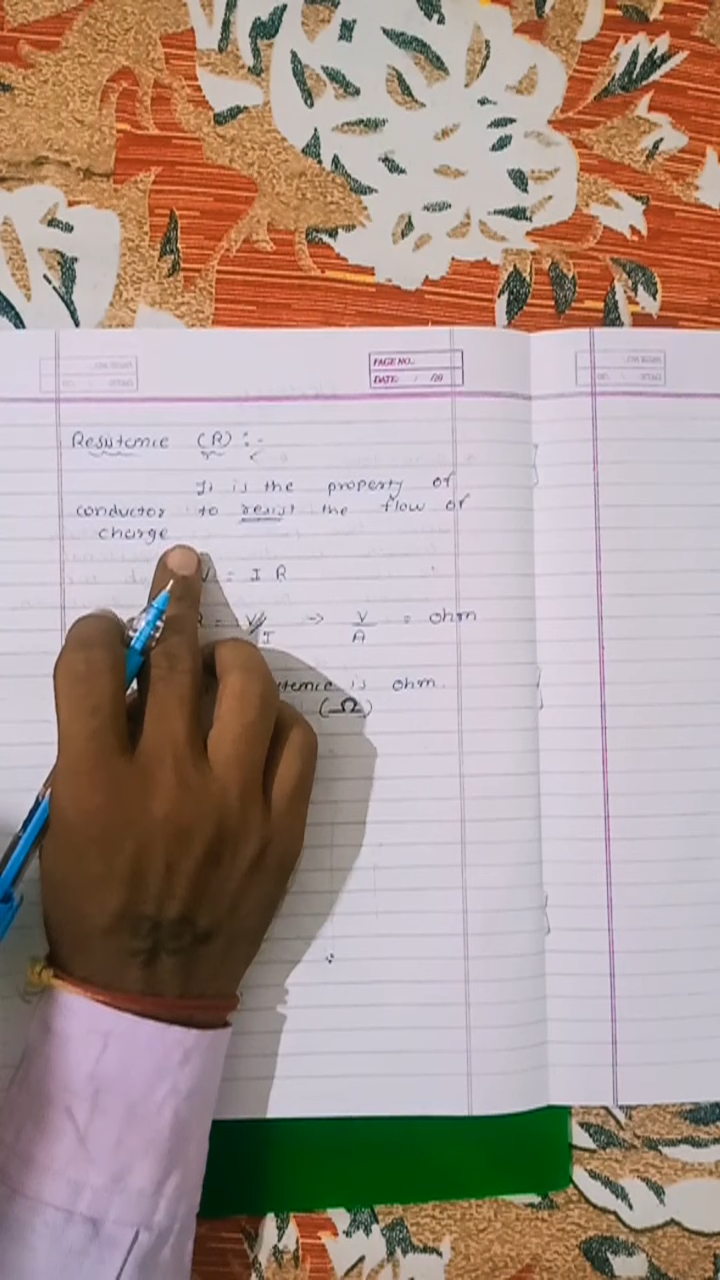 PAGE NO.
DATE: / /20
Resistance (R) :-
It is the property of
conductor to resist the flow of
charge
V = I R
= V/I → V/A = ohm
is ohm.
(Ω)